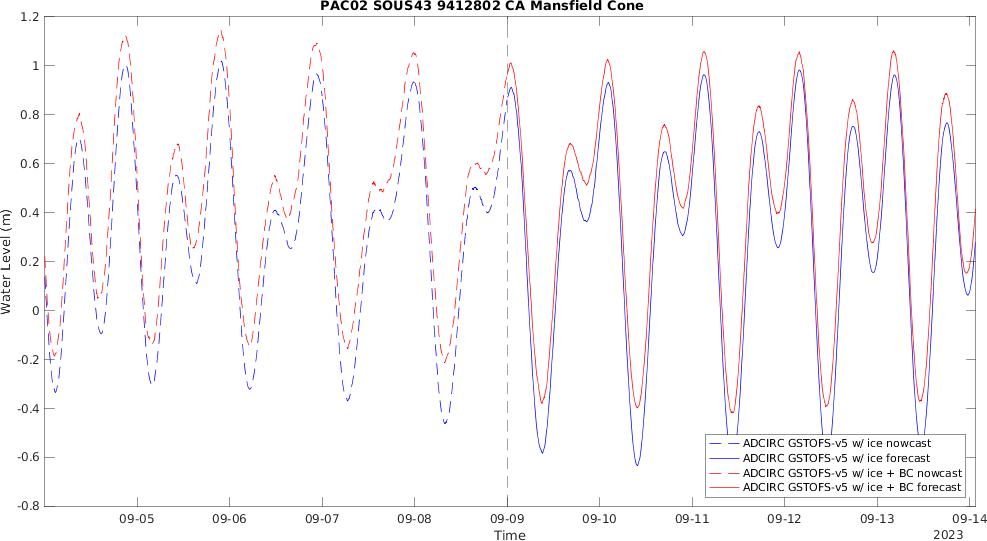 PAC02 SOUS43 9412802 CA Mansfield Cone
1.2
1
0.8
0.6
0.4
0.2
0
-0.2
-0.4
-0.6
-0.8
Water Level (m)
ADCIRC GSTOFS-v5 w/ ice nowcast
ADCIRC GSTOFS-v5 w/ ice forecast
ADCIRC GSTOFS-v5 w/ ice + BC nowcast
ADCIRC GSTOFS-v5 w/ ice + BC forecast
09-05 09-06 09-07 09-08 09-09 09-10 09-11 09-12 09-13 09-14
Time
2023